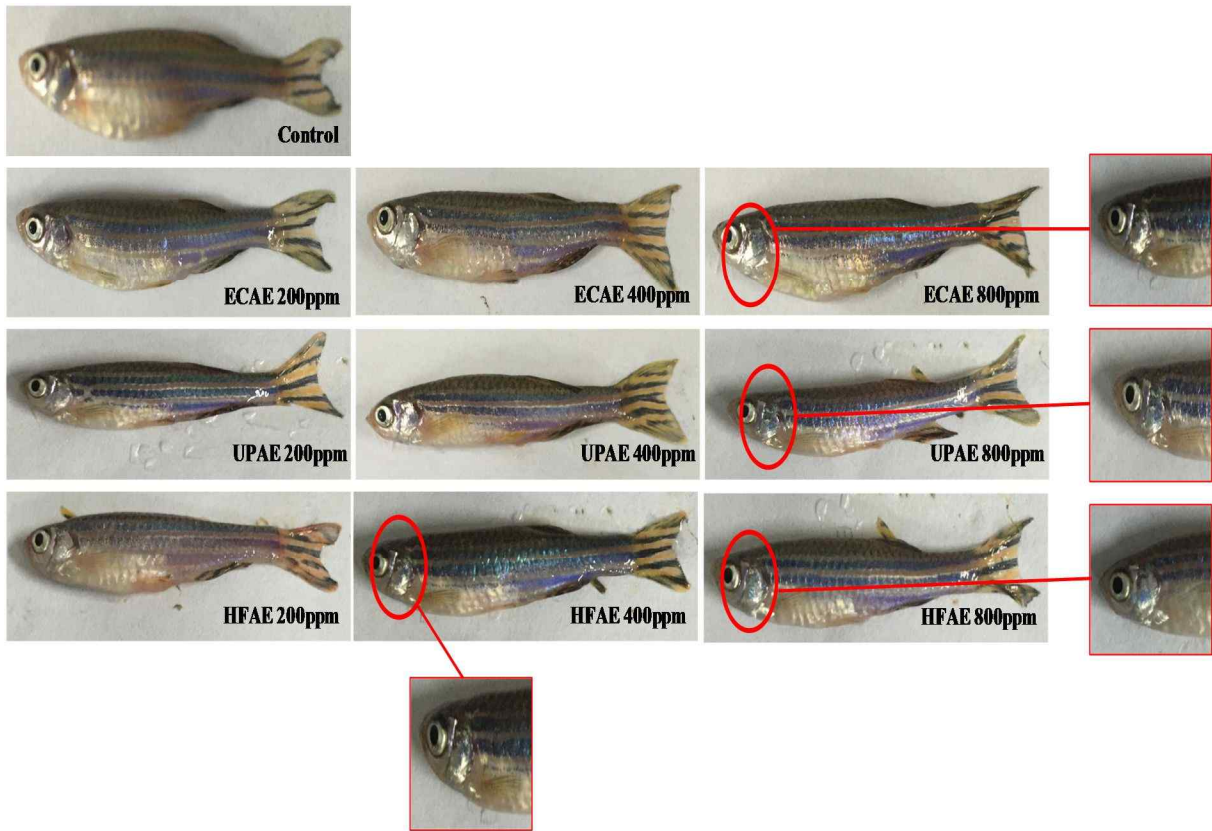 Control
ECAE 200ppm
ECAE 400ppm
ECAE 800ppm
UPAE 200ppm
UPAE 400ppm
UPAE 800ppm
HFAE 200ppm
HFAE 400ppm
HFAE 800ppm